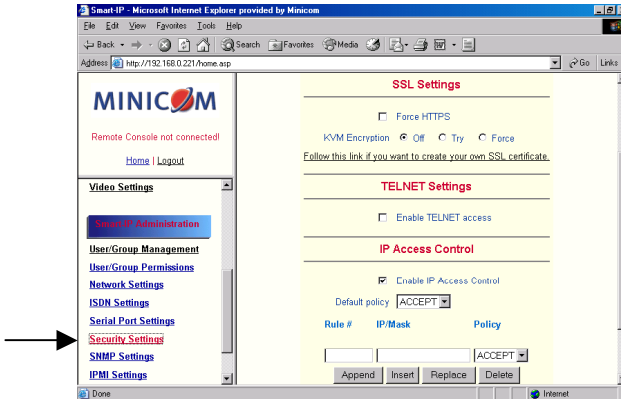 Smart-IP - Microsoft Internet Explorer provided by Minicom
File Edit View Favorites Tools Help
Back Search Favorites Media
Address http://192.168.0.221/home.asp Go Links
MINICOM
Remote Console not connected!
Home | Logout
Video Settings
Smart-IP Administration
User/Group Management
User/Group Permissions
Network Settings
ISDN Settings
Serial Port Settings
Security Settings
SNMP Settings
IPMI Settings
SSL Settings
Force HTTPS
KVM Encryption Off Try Force
Follow this link if you want to create your own SSL certificate.
TELNET Settings
Enable TELNET access
IP Access Control
Enable IP Access Control
Default policy ACCEPT
Rule # IP/Mask Policy
ACCEPT
Append Insert Replace Delete
Done Internet